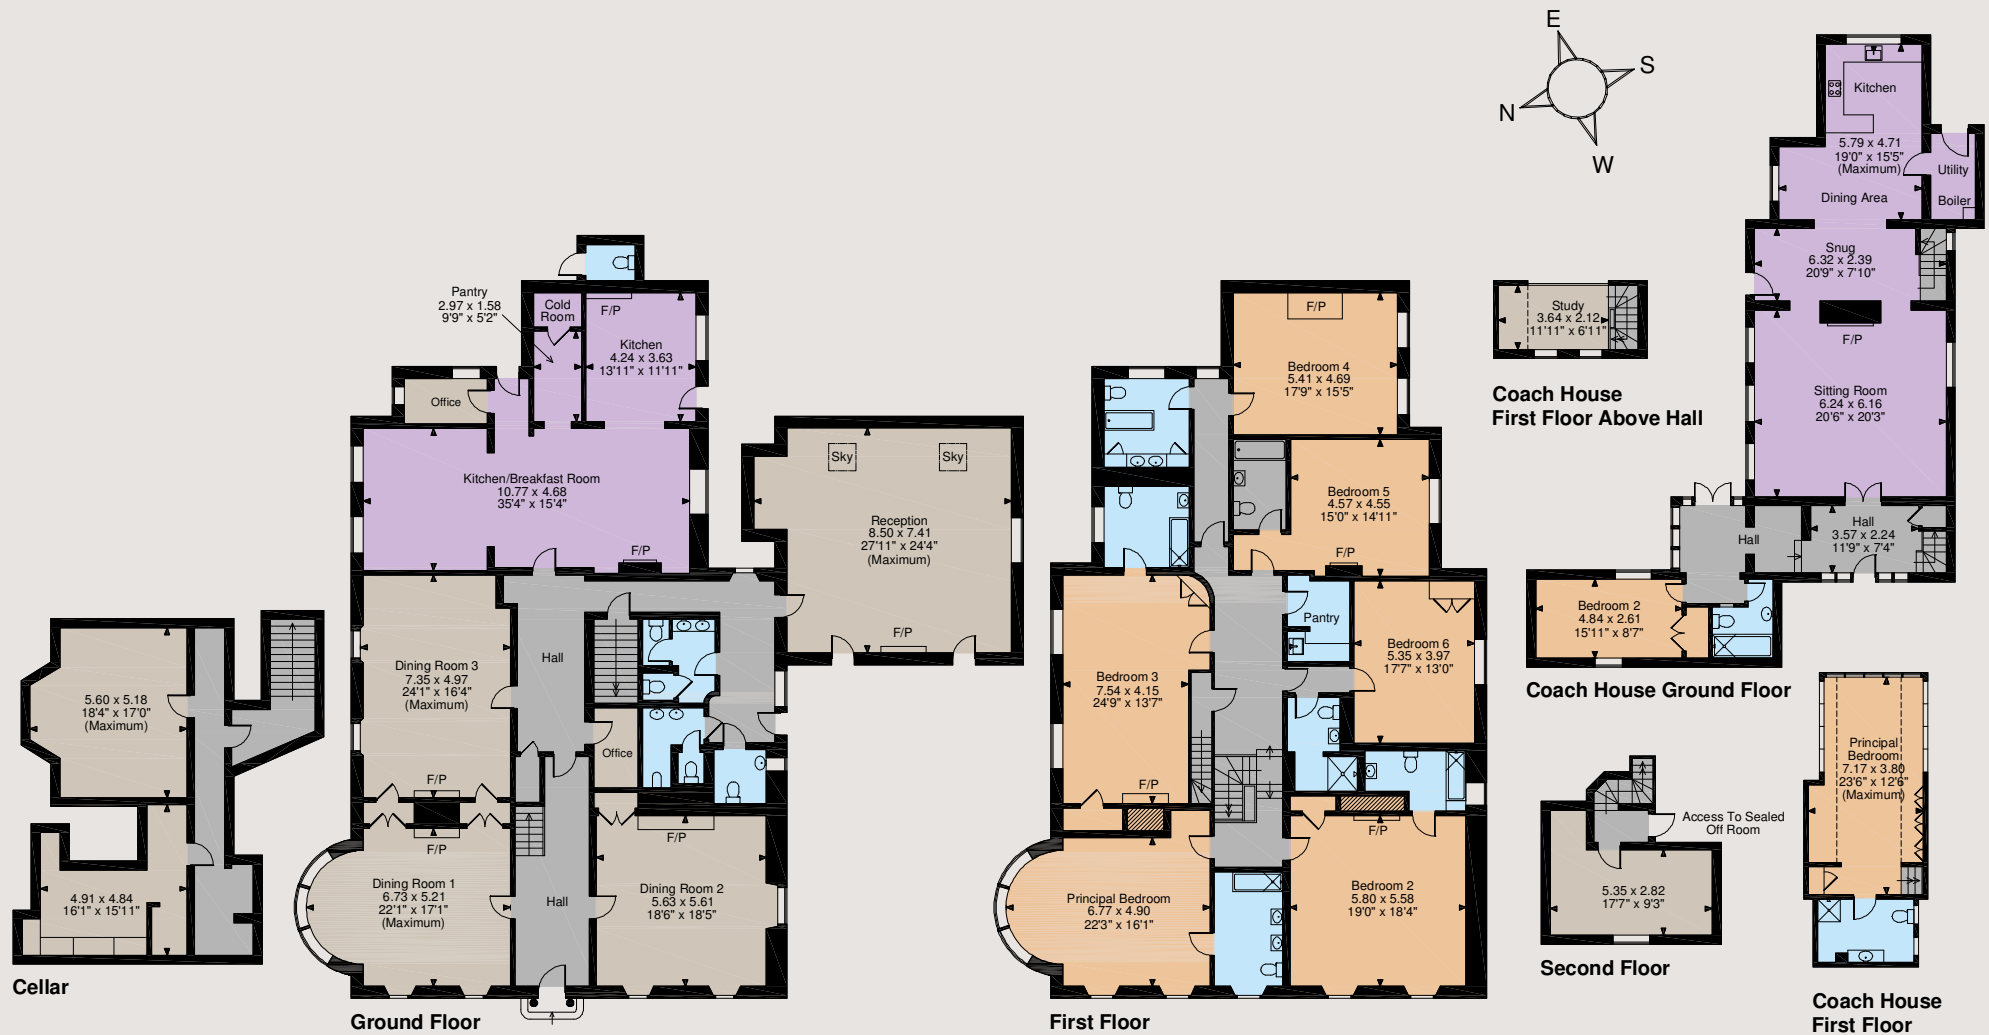 E
S
N
W
Kitchen
5.79 x 4.71
19'0" x 15'5"
(Maximum)
Dining Area
Utility
Boiler
Snug
6.32 x 2.39
20'9" x 7'10"
F/P
Sitting Room
6.24 x 6.16
20'6" x 20'3"
Hall
Hall
3.57 x 2.24
11'9" x 7'4"
Bedroom 2
4.84 x 2.61
15'11" x 8'7"
Coach House Ground Floor
Study
3.64 x 2.12
11'11" x 6'11"
Coach House
First Floor Above Hall
Principal
Bedroom
7.17 x 3.80
23'6" x 12'6"
(Maximum)
Coach House
First Floor
Access To Sealed
Off Room
5.35 x 2.82
17'7" x 9'3"
Second Floor
Pantry
2.97 x 1.58
9'9" x 5'2"
Cold
Room
F/P
Kitchen
4.24 x 3.63
13'11" x 11'11"
Office
Kitchen/Breakfast Room
10.77 x 4.68
35'4" x 15'4"
F/P
Sky
Sky
Reception
8.50 x 7.41
27'11" x 24'4"
(Maximum)
F/P
Dining Room 3
7.35 x 4.97
24'1" x 16'4"
(Maximum)
F/P
Hall
Office
F/P
Dining Room 1
6.73 x 5.21
22'1" x 17'1"
(Maximum)
Hall
F/P
Dining Room 2
5.63 x 5.61
18'6" x 18'5"
Ground Floor
5.60 x 5.18
18'4" x 17'0"
(Maximum)
4.91 x 4.84
16'1" x 15'11"
Cellar
F/P
Bedroom 4
5.41 x 4.69
17'9" x 15'5"
Bedroom 5
4.57 x 4.55
15'0" x 14'11"
F/P
Pantry
Bedroom 6
5.35 x 3.97
17'7" x 13'0"
Bedroom 3
7.54 x 4.15
24'9" x 13'7"
F/P
Principal Bedroom
6.77 x 4.90
22'3" x 16'1"
F/P
Bedroom 2
5.80 x 5.58
19'0" x 18'4"
First Floor